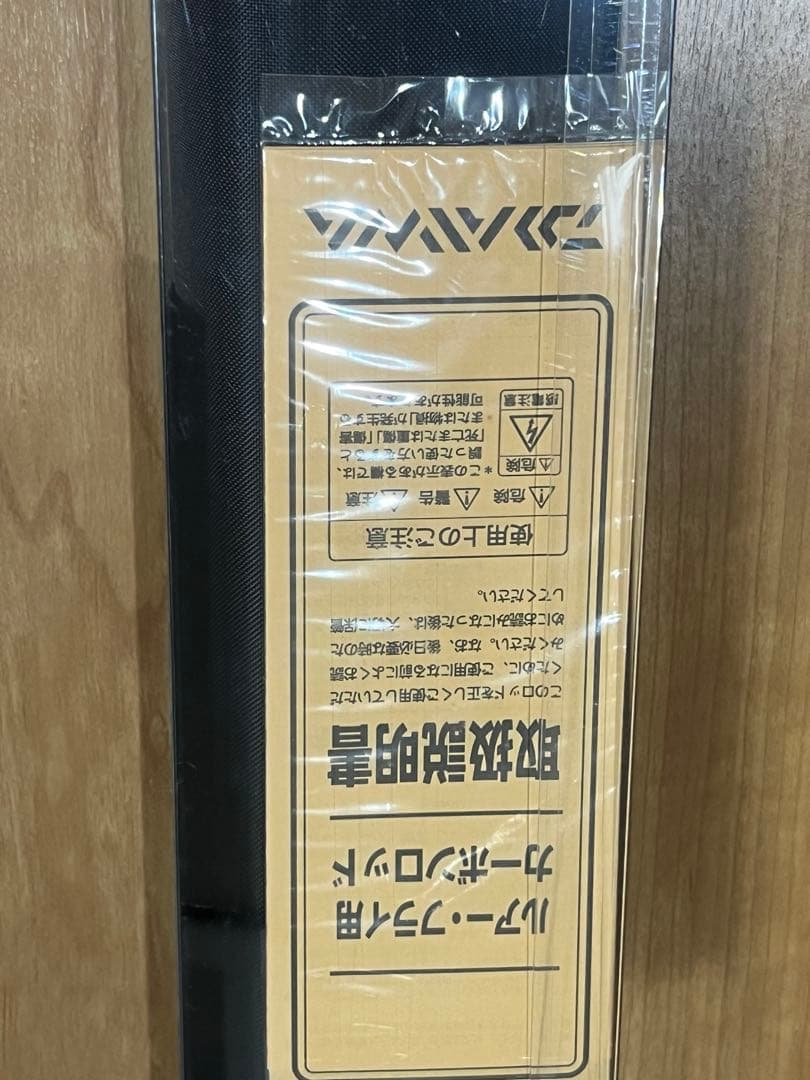 ルアー・フライ用
カーボンロッド
取扱説明書
このロッドを正しくご使用していただ
くために、ご使用になる前によくお読
みください。なお、後日必要な時のた
めにお読みになった後は、大切に保管
してください。
使用上のご注意
危険 警告 注意
*この表示がある欄では、
誤った使い方をすると
「死亡または重傷」「傷害
または物損」が発生する
可能性があ
危険
感電注意
DAIWA